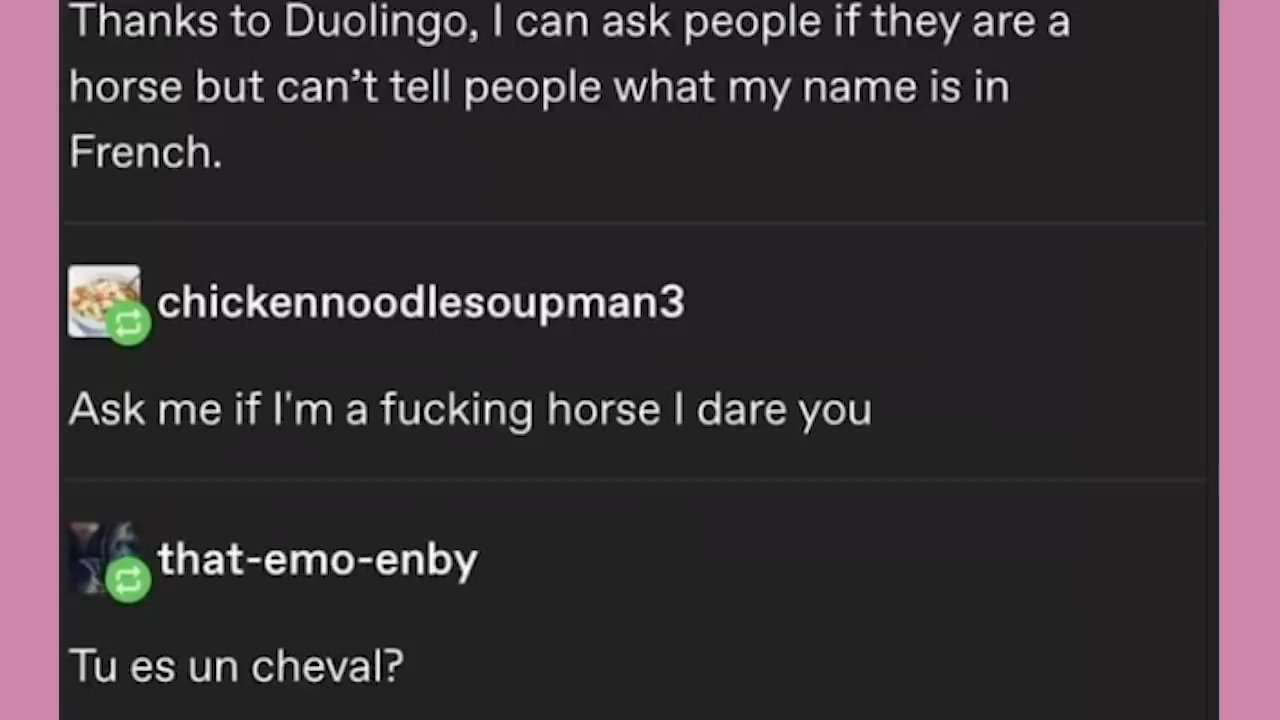 Thanks to Duolingo, I can ask people if they are a
horse but can’t tell people what my name is in
French.
chickennoodlesoupman3
Ask me if I'm a fucking horse I dare you
that-emo-enby
Tu es un cheval?